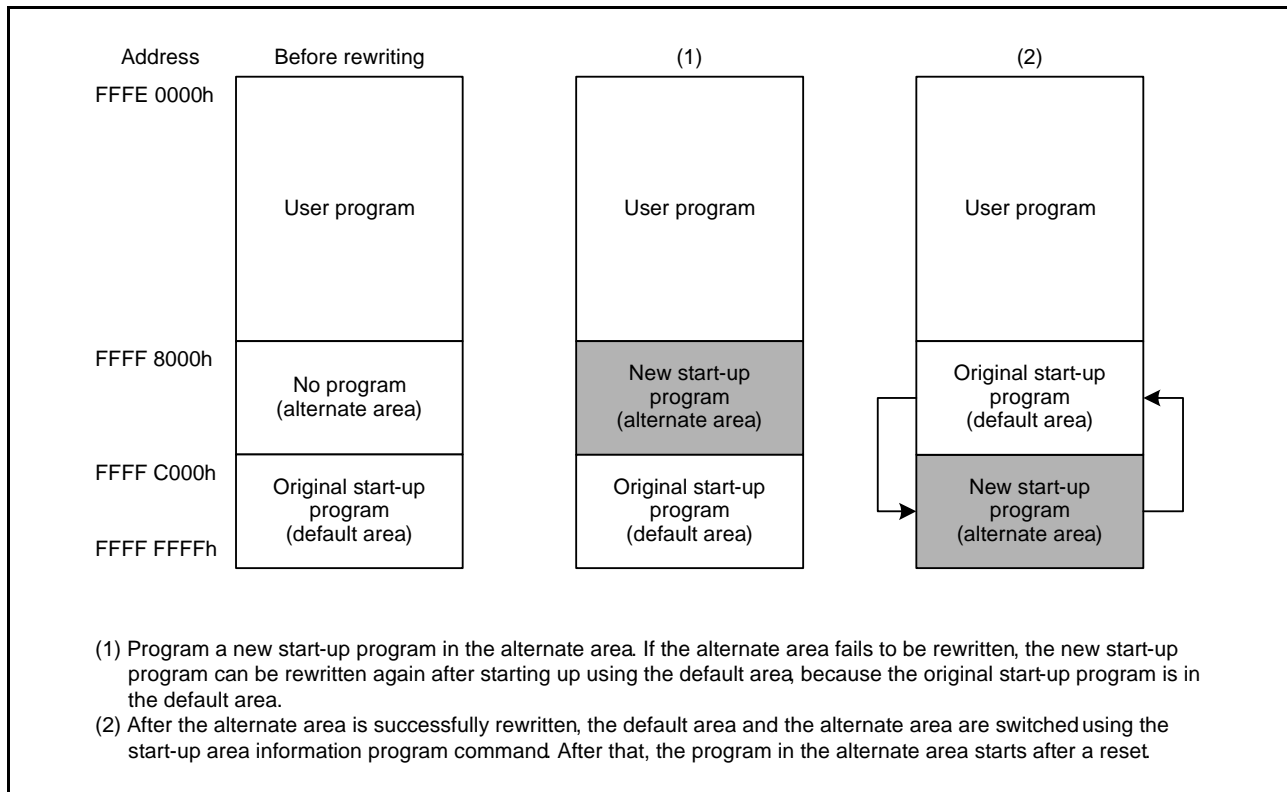 Address
Before rewriting
(1)
(2)
FFFE 0000h
User program
User program
User program
FFFF 8000h
No program
(alternate area)
New start-up
program
(alternate area)
Original start-up
program
(default area)
FFFF C000h
Original start-up
program
(default area)
Original start-up
program
(default area)
New start-up
program
(alternate area)
FFFF FFFFh
(1) Program a new start-up program in the alternate area. If the alternate area fails to be rewritten, the new start-up
program can be rewritten again after starting up using the default area, because the original start-up program is in
the default area.
(2) After the alternate area is successfully rewritten, the default area and the alternate area are switched using the
start-up area information program command. After that, the program in the alternate area starts after a reset.